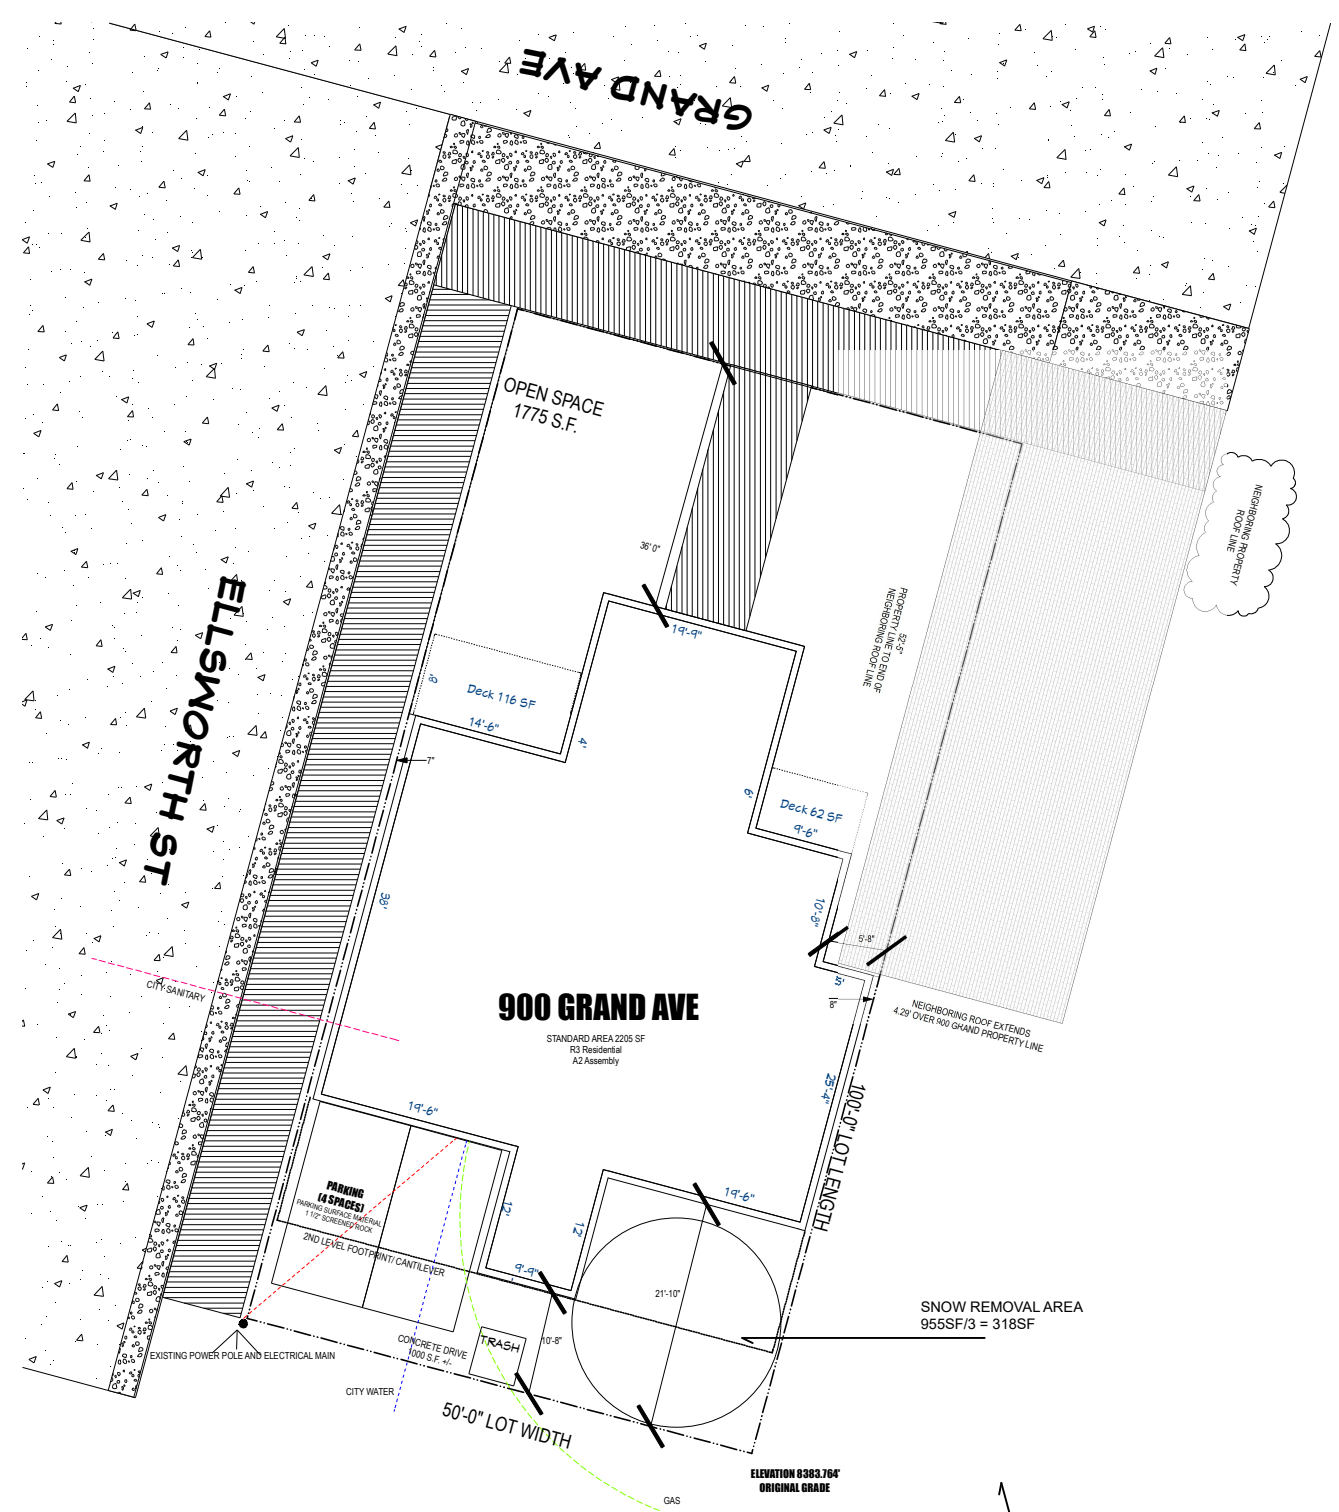 GRAND AVE
OPEN SPACE
1775 S.F.
NEIGHBORING PROPERTY
ROOF LINE
36' 0"
19'-9"
52'-5"
PROPERTY LINE TO END OF
NEIGHBORING ROOF LINE
ELLSWORTH ST
8'
Deck 116 SF
14'-6"
4'
7"
6'
Deck 62 SF
9'-6"
38'
10'-8"
5'-8"
5'
8"
CITY SANITARY
900 GRAND AVE
STANDARD AREA 2205 SF
R3 Residential
A2 Assembly
NEIGHBORING ROOF EXTENDS
4.29' OVER 900 GRAND PROPERTY LINE
25'-4"
100'-0" LOT LENGTH
19'-6"
PARKING
(4 SPACES)
PARKING SURFACE MATERIAL
1 1/2" SCREENED ROCK
2ND LEVEL FOOTPRINT/ CANTILEVER
12'
12'
19'-6"
9'-9"
21'-10"
SNOW REMOVAL AREA
955SF/3 = 318SF
TRASH
10'-8"
CONCRETE DRIVE
1000 S.F. +/-
EXISTING POWER POLE AND ELECTRICAL MAIN
CITY WATER
50'-0" LOT WIDTH
ELEVATION 8383.764'
ORIGINAL GRADE
GAS